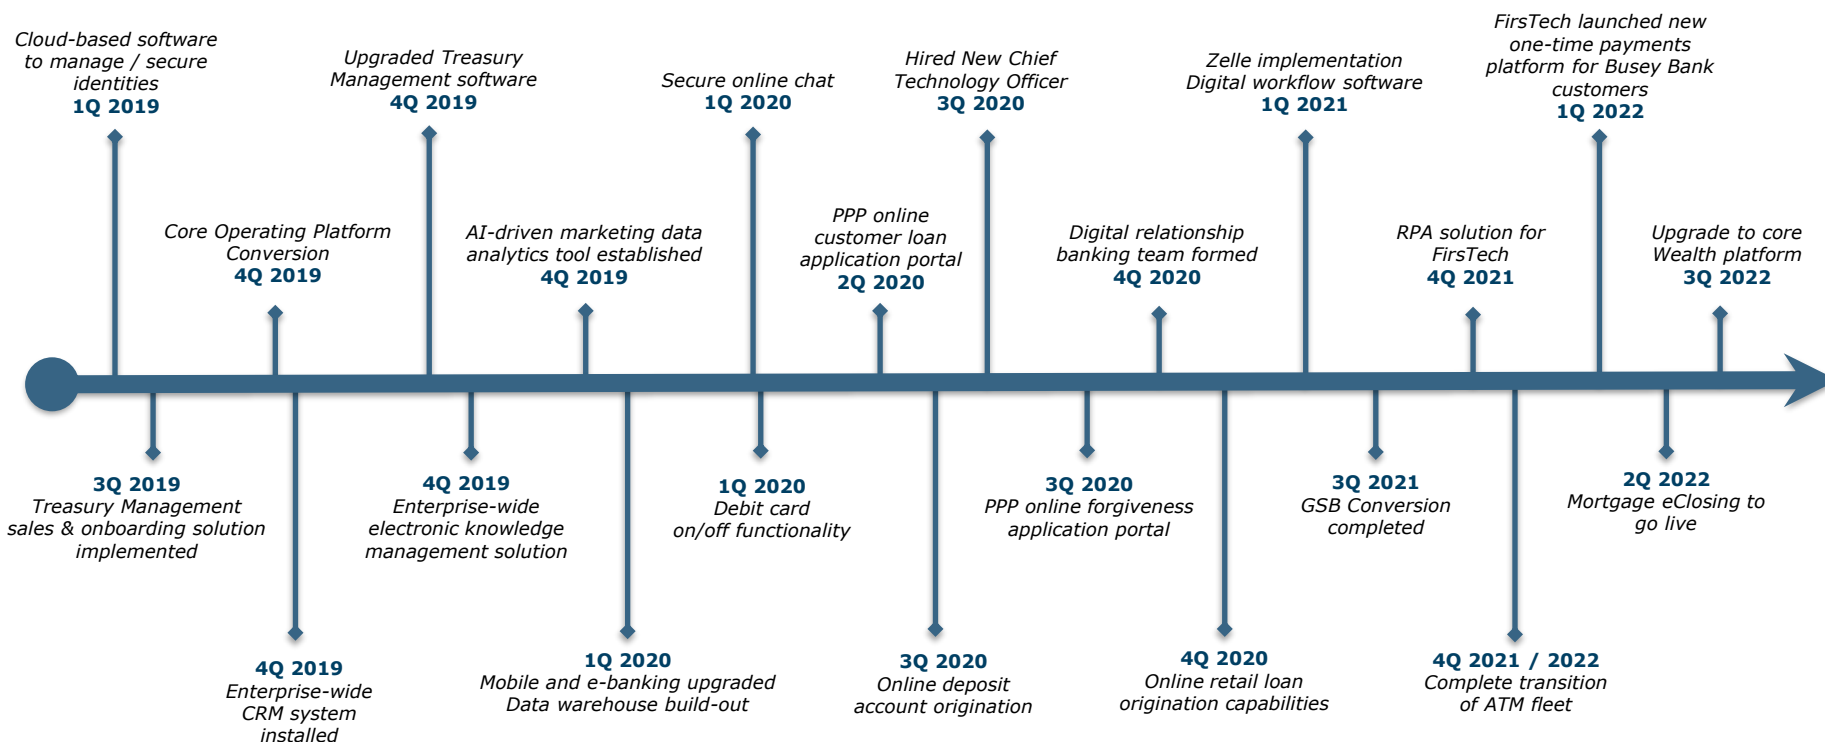 Cloud-based software
to manage / secure
identities
1Q 2019
Upgraded Treasury
Management software
4Q 2019
Secure online chat
1Q 2020
Hired New Chief
Technology Officer
3Q 2020
Zelle implementation
Digital workflow software
1Q 2021
FirsTech launched new
one-time payments
platform for Busey Bank
customers
1Q 2022
Core Operating Platform
Conversion
4Q 2019
AI-driven marketing data
analytics tool established
4Q 2019
PPP online
customer loan
application portal
2Q 2020
Digital relationship
banking team formed
4Q 2020
RPA solution for
FirsTech
4Q 2021
Upgrade to core
Wealth platform
3Q 2022
3Q 2019
Treasury Management
sales & onboarding solution
implemented
4Q 2019
Enterprise-wide
electronic knowledge
management solution
1Q 2020
Debit card
on/off functionality
3Q 2020
PPP online forgiveness
application portal
3Q 2021
GSB Conversion
completed
2Q 2022
Mortgage eClosing to
go live
4Q 2019
Enterprise-wide
CRM system
installed
1Q 2020
Mobile and e-banking upgraded
Data warehouse build-out
3Q 2020
Online deposit
account origination
4Q 2020
Online retail loan
origination capabilities
4Q 2021 / 2022
Complete transition
of ATM fleet